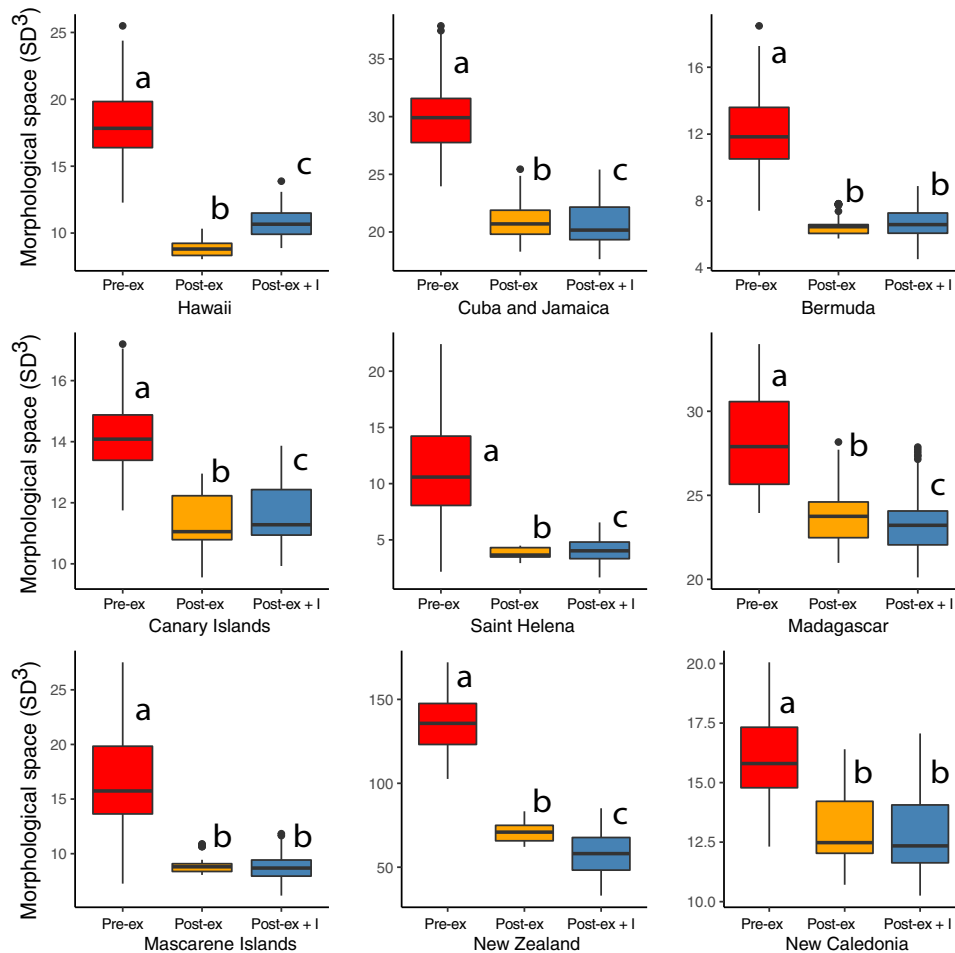 Morphological space (SD³)
25
20
15
10
a
b
c
Pre-ex Post-ex Post-ex + I
Hawaii
35
30
25
20
a
b
c
Pre-ex Post-ex Post-ex + I
Cuba and Jamaica
16
12
8
4
a
b
b
Pre-ex Post-ex Post-ex + I
Bermuda
Morphological space (SD³)
16
14
12
10
a
b
c
Pre-ex Post-ex Post-ex + I
Canary Islands
20
15
10
5
a
b
c
Pre-ex Post-ex Post-ex + I
Saint Helena
30
25
20
a
b
c
Pre-ex Post-ex Post-ex + I
Madagascar
Morphological space (SD³)
25
20
15
10
a
b
b
Pre-ex Post-ex Post-ex + I
Mascarene Islands
150
100
50
a
b
c
Pre-ex Post-ex Post-ex + I
New Zealand
20.0
17.5
15.0
12.5
10.0
a
b
b
Pre-ex Post-ex Post-ex + I
New Caledonia